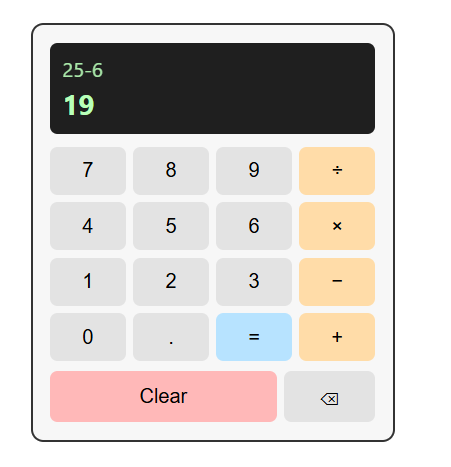 25-6
19
7 8 9 ÷
4 5 6 ×
1 2 3 −
0 . = +
Clear ⌫